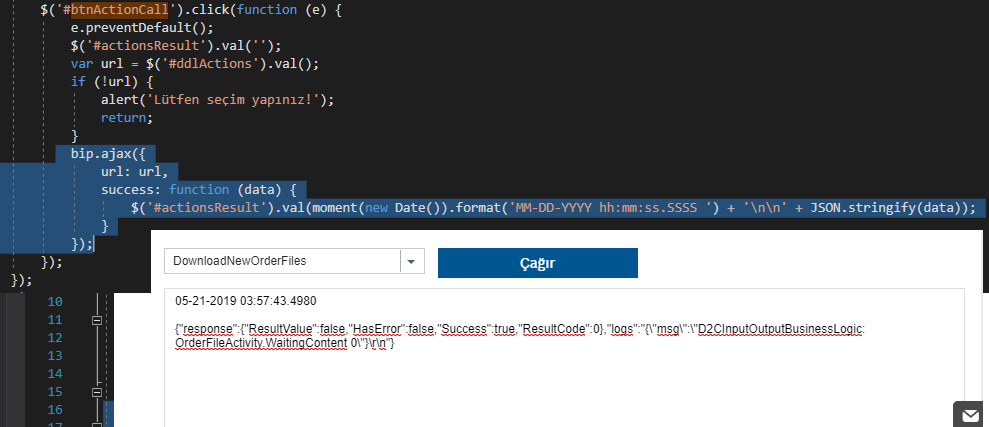 $('#btnActionCall').click(function (e) {
e.preventDefault();
$('#actionsResult').val('');
var url = $('#ddlActions').val();
if (!url) {
alert('Lütfen seçim yapınız!');
return;
}
bip.ajax({
url: url,
success: function (data) {
$('#actionsResult').val(moment(new Date()).format('MM-DD-YYYY hh:mm:ss.SSSS ') + '\n\n' + JSON.stringify(data));
}
});
});
});
DownloadNewOrderFiles
Çağır
05-21-2019 03:57:43.4980
{"response":{"ResultValue":false,"HasError":false,"Success":true,"ResultCode":0},"logs":"{\"msg\":\"D2CInputOutputBusinessLogic:
OrderFileActivity.WaitingContent 0\"}\r\n"}
10
11
12
13
14
15
16
17